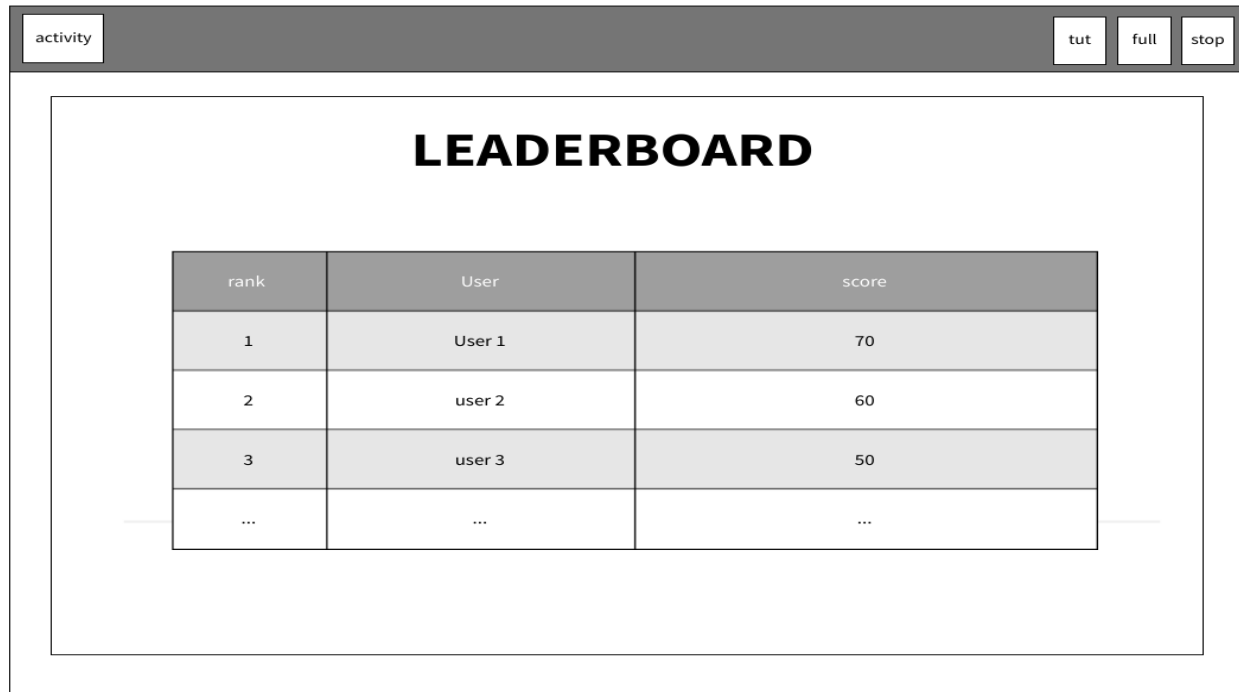 activity tut full stop
LEADERBOARD
rank User score
1 User 1 70
2 user 2 60
3 user 3 50
... ... ...